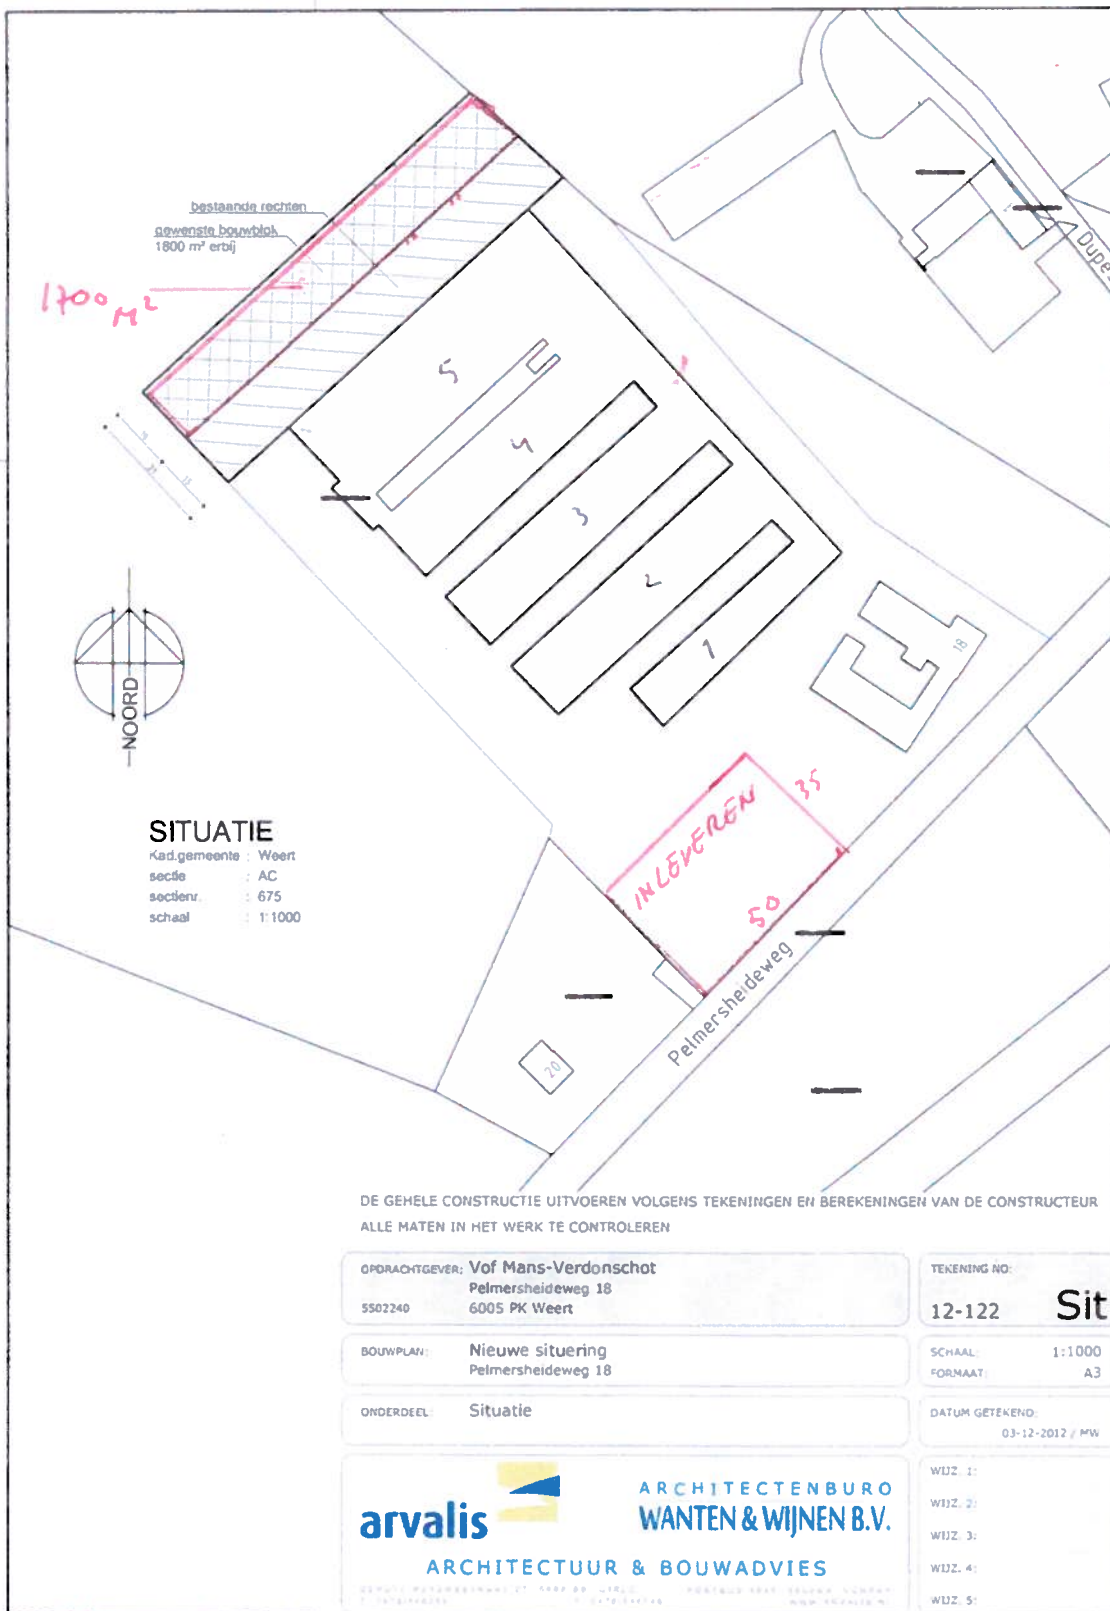 bestaande rechten
gewenste bouwblok
1800 m² erbij
1700 M²
Dupe
5
4
3
2
1
18
NOORD
SITUATIE
Kad.gemeente : Weert
sectie : AC
sectienr. : 675
schaal : 1:1000
INLEVEREN
35
50
Pelmersheideweg
20
DE GEHELE CONSTRUCTIE UITVOEREN VOLGENS TEKENINGEN EN BEREKENINGEN VAN DE CONSTRUCTEUR
ALLE MATEN IN HET WERK TE CONTROLEREN
OPDRACHTGEVER: Vof Mans-Verdonschot
Pelmersheideweg 18
5502240 6005 PK Weert
TEKENING NO:
12-122 Sit
BOUWPLAN: Nieuwe situering
Pelmersheideweg 18
SCHAAL: 1:1000
FORMAAT: A3
ONDERDEEL: Situatie
DATUM GETEKEND:
03-12-2012 / MW
arvalis
ARCHITECTENBURO
WANTEN & WIJNEN B.V.
ARCHITECTUUR & BOUWADVIES
WIJZ. 1:
WIJZ. 2:
WIJZ. 3:
WIJZ. 4:
WIJZ. 5: